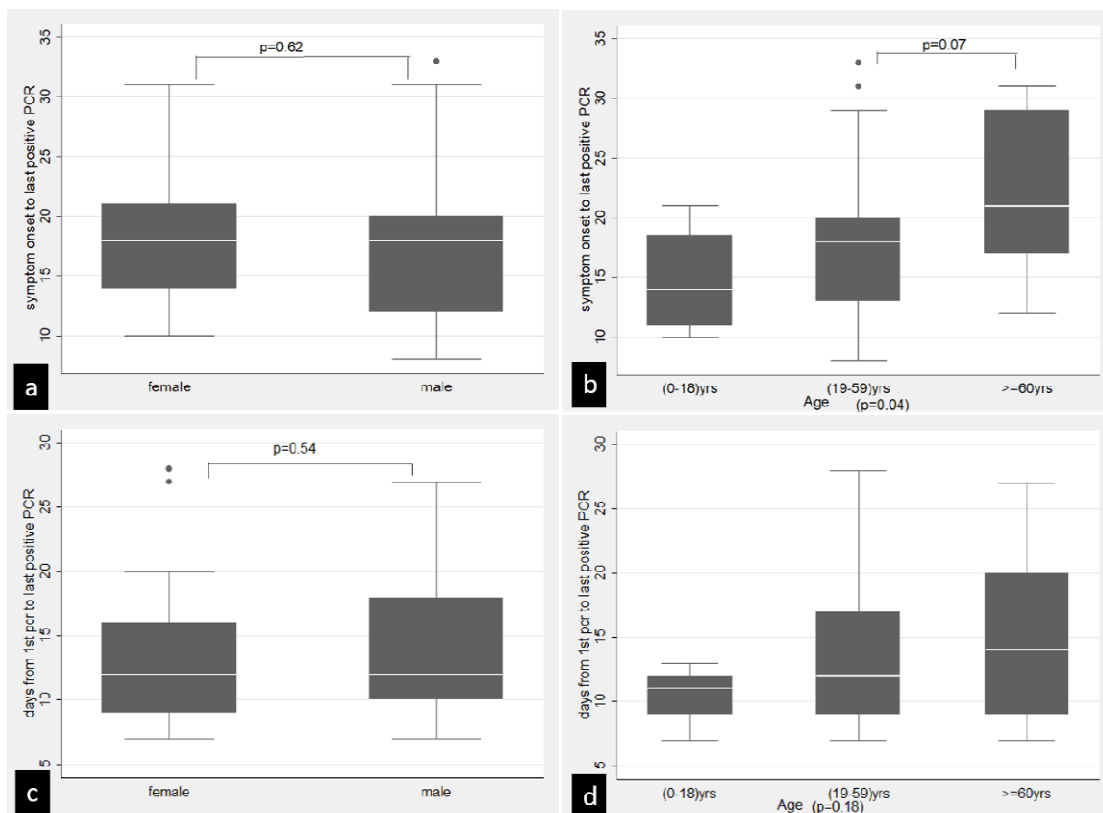 p=0.62
symptom onset to last positive PCR
35
30
25
20
15
10
female male
a
p=0.07
symptom onset to last positive PCR
35
30
25
20
15
10
(0-18)yrs (19-59)yrs >=60yrs
Age (p=0.04)
b
p=0.54
days from 1st pcr to last positive PCR
30
25
20
15
10
5
female male
c
days from 1st pcr to last positive PCR
30
25
20
15
10
5
(0-18)yrs (19-59)yrs >=60yrs
Age (p=0.18)
d